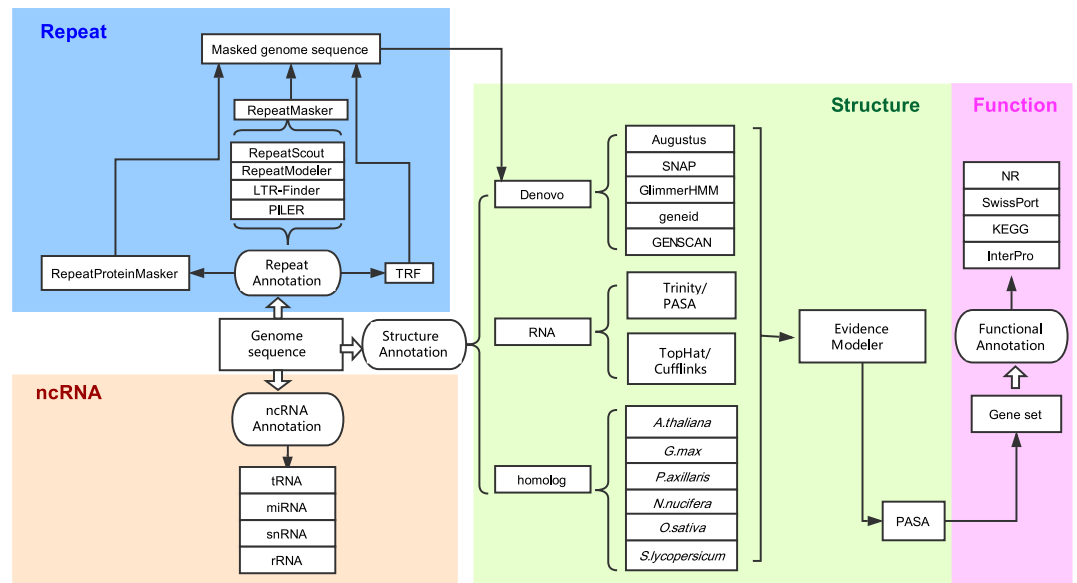 Repeat
Masked genome sequence
RepeatMasker
RepeatScout
RepeatModeler
LTR-Finder
PILER
RepeatProteinMasker
Repeat
Annotation
TRF
Genome
sequence
Structure
Annotation
ncRNA
ncRNA
Annotation
tRNA
miRNA
snRNA
rRNA
Structure
Denovo
Augustus
SNAP
GlimmerHMM
geneid
GENSCAN
RNA
Trinity/
PASA
TopHat/
Cufflinks
homolog
A.thaliana
G.max
P.axillaris
N.nucifera
O.sativa
S.lycopersicum
Evidence
Modeler
PASA
Function
NR
SwissPort
KEGG
InterPro
Functional
Annotation
Gene set